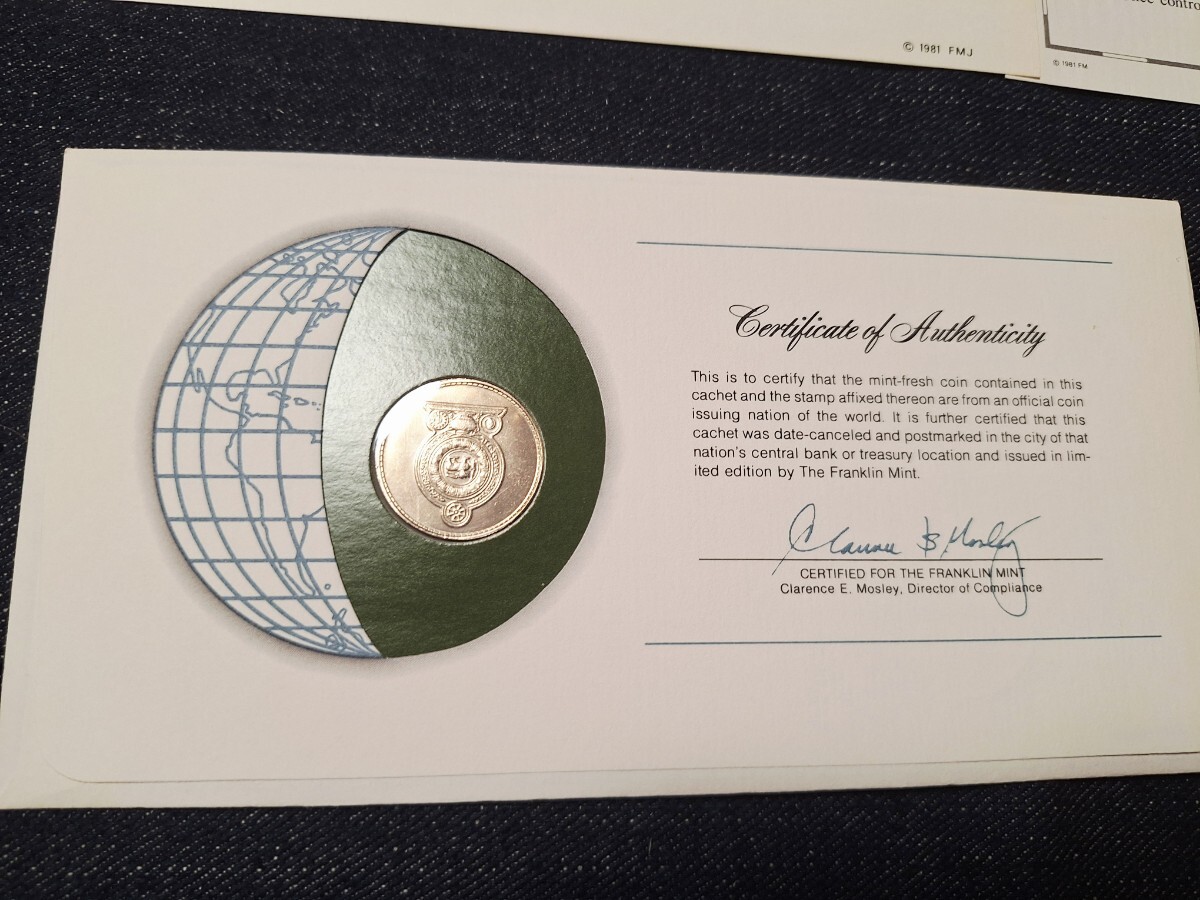 © 1981 FMJ
contro
© 1981 FM
Certificate of Authenticity
This is to certify that the mint-fresh coin contained in this
cachet and the stamp affixed thereon are from an official coin
issuing nation of the world. It is further certified that this
cachet was date-canceled and postmarked in the city of that
nation's central bank or treasury location and issued in lim-
ited edition by The Franklin Mint.
Clarence E Mosley
CERTIFIED FOR THE FRANKLIN MINT
Clarence E. Mosley, Director of Compliance